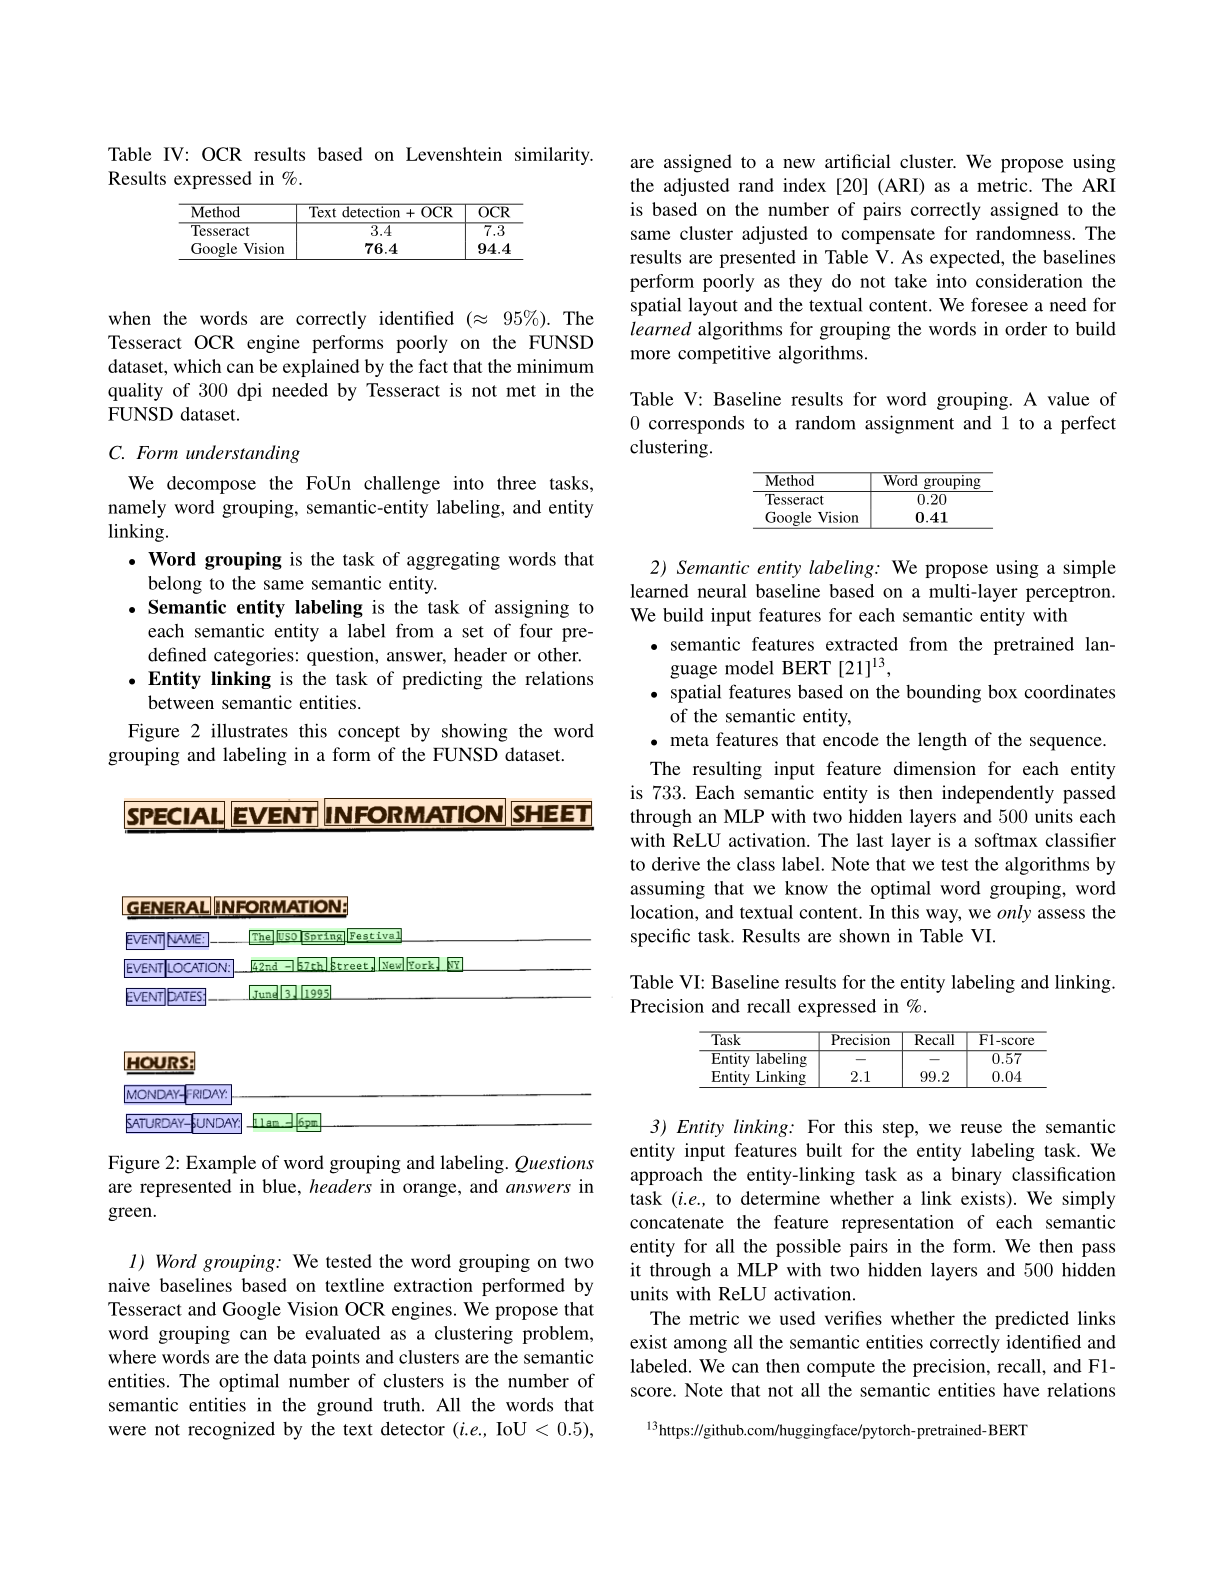 Table IV: OCR results based on Levenshtein similarity.
Results expressed in %.
Method Text detection + OCR OCR
Tesseract 3.4 7.3
Google Vision 76.4 94.4
when the words are correctly identified (≈ 95%). The
Tesseract OCR engine performs poorly on the FUNSD
dataset, which can be explained by the fact that the minimum
quality of 300 dpi needed by Tesseract is not met in the
FUNSD dataset.
C. Form understanding
We decompose the FoUn challenge into three tasks,
namely word grouping, semantic-entity labeling, and entity
linking.
• Word grouping is the task of aggregating words that
belong to the same semantic entity.
• Semantic entity labeling is the task of assigning to
each semantic entity a label from a set of four pre-
defined categories: question, answer, header or other.
• Entity linking is the task of predicting the relations
between semantic entities.
Figure 2 illustrates this concept by showing the word
grouping and labeling in a form of the FUNSD dataset.
SPECIAL EVENT INFORMATION SHEET
GENERAL INFORMATION:
EVENT NAME: The USO Spring Festival
EVENT LOCATION: 42nd - 57th Street, New York, NY
EVENT DATES: June 3, 1995
HOURS:
MONDAY-FRIDAY:
SATURDAY-SUNDAY: 11am - 6pm
Figure 2: Example of word grouping and labeling. Questions
are represented in blue, headers in orange, and answers in
green.
1) Word grouping: We tested the word grouping on two
naive baselines based on textline extraction performed by
Tesseract and Google Vision OCR engines. We propose that
word grouping can be evaluated as a clustering problem,
where words are the data points and clusters are the semantic
entities. The optimal number of clusters is the number of
semantic entities in the ground truth. All the words that
were not recognized by the text detector (i.e., IoU < 0.5),
are assigned to a new artificial cluster. We propose using
the adjusted rand index [20] (ARI) as a metric. The ARI
is based on the number of pairs correctly assigned to the
same cluster adjusted to compensate for randomness. The
results are presented in Table V. As expected, the baselines
perform poorly as they do not take into consideration the
spatial layout and the textual content. We foresee a need for
learned algorithms for grouping the words in order to build
more competitive algorithms.
Table V: Baseline results for word grouping. A value of
0 corresponds to a random assignment and 1 to a perfect
clustering.
Method Word grouping
Tesseract 0.20
Google Vision 0.41
2) Semantic entity labeling: We propose using a simple
learned neural baseline based on a multi-layer perceptron.
We build input features for each semantic entity with
• semantic features extracted from the pretrained lan-
guage model BERT [21]13,
• spatial features based on the bounding box coordinates
of the semantic entity,
• meta features that encode the length of the sequence.
The resulting input feature dimension for each entity
is 733. Each semantic entity is then independently passed
through an MLP with two hidden layers and 500 units each
with ReLU activation. The last layer is a softmax classifier
to derive the class label. Note that we test the algorithms by
assuming that we know the optimal word grouping, word
location, and textual content. In this way, we only assess the
specific task. Results are shown in Table VI.
Table VI: Baseline results for the entity labeling and linking.
Precision and recall expressed in %.
Task Precision Recall F1-score
Entity labeling – – 0.57
Entity Linking 2.1 99.2 0.04
3) Entity linking: For this step, we reuse the semantic
entity input features built for the entity labeling task. We
approach the entity-linking task as a binary classification
task (i.e., to determine whether a link exists). We simply
concatenate the feature representation of each semantic
entity for all the possible pairs in the form. We then pass
it through a MLP with two hidden layers and 500 hidden
units with ReLU activation.
The metric we used verifies whether the predicted links
exist among all the semantic entities correctly identified and
labeled. We can then compute the precision, recall, and F1-
score. Note that not all the semantic entities have relations
13https://github.com/huggingface/pytorch-pretrained-BERT